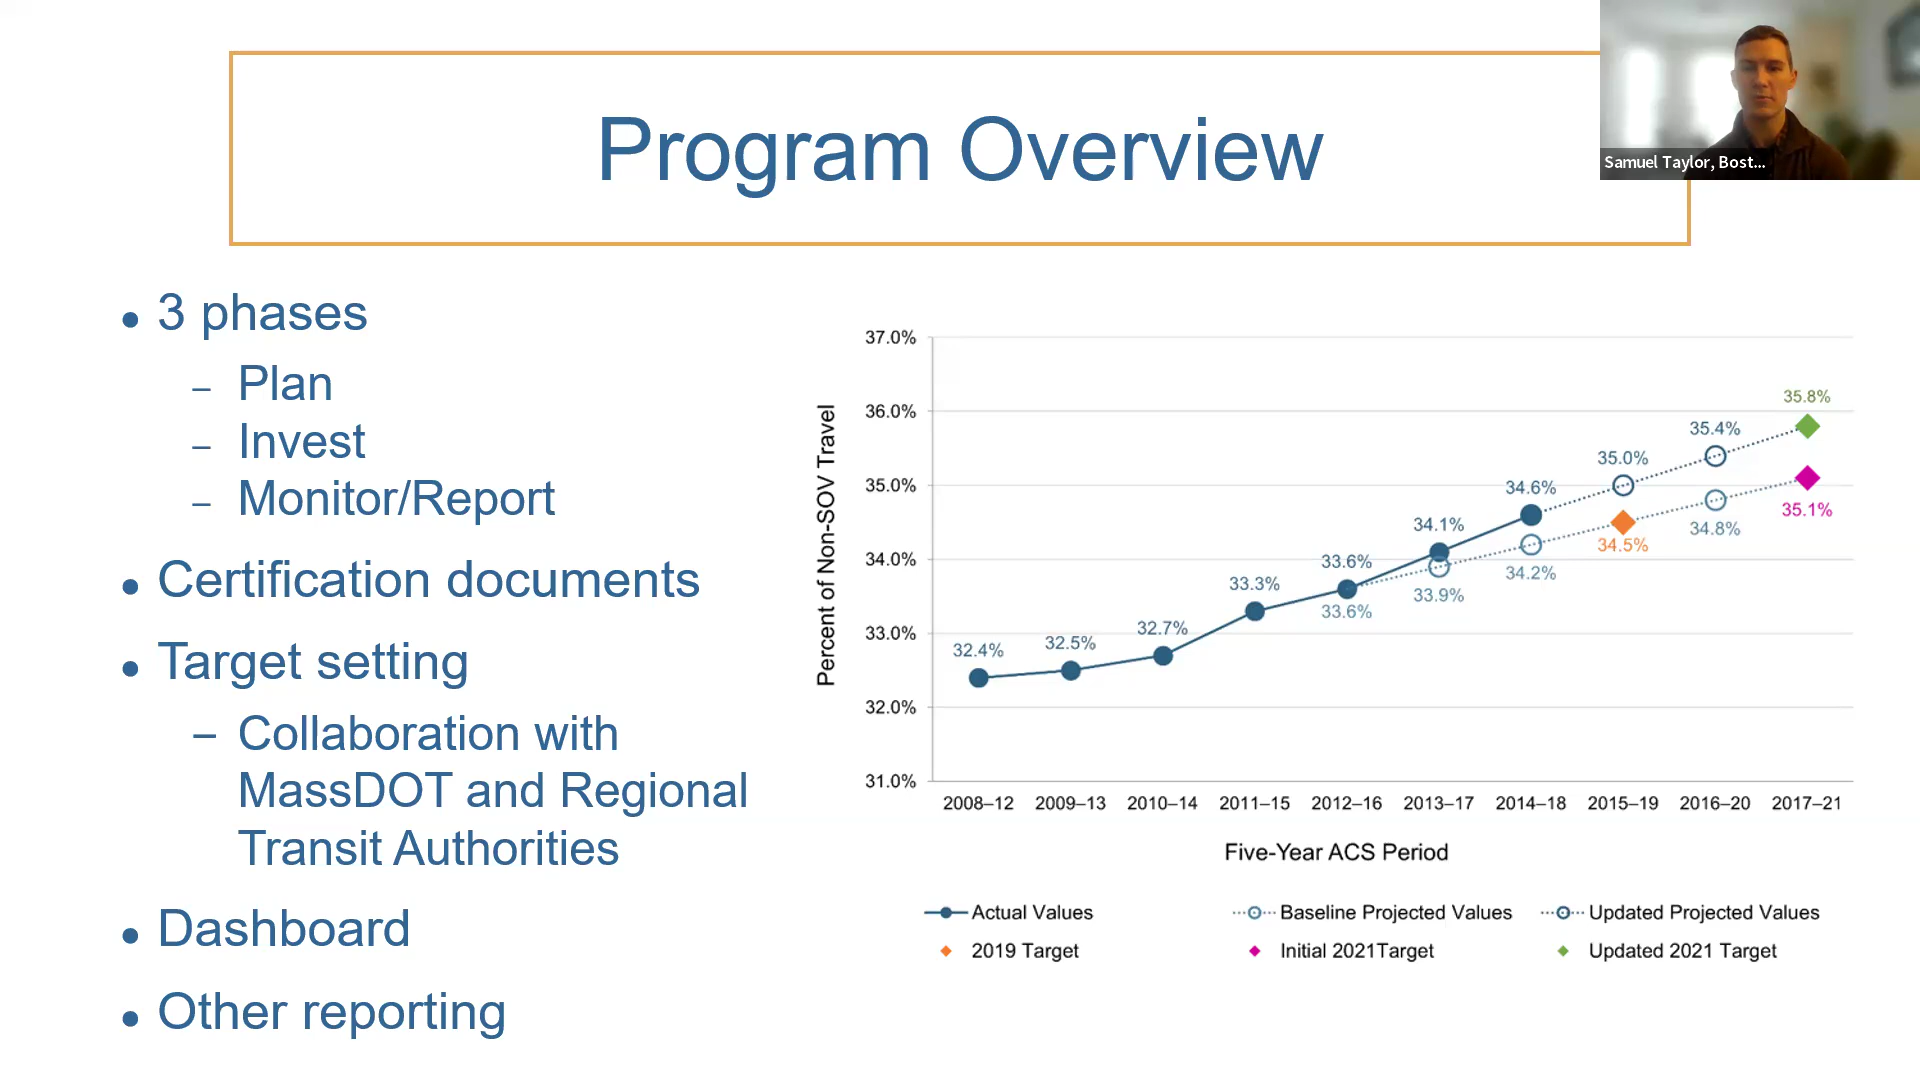 Program Overview
Samuel Taylor, Bost...
● 3 phases
– Plan
– Invest
– Monitor/Report
● Certification documents
● Target setting
– Collaboration with
MassDOT and Regional
Transit Authorities
● Dashboard
● Other reporting
Percent of Non-SOV Travel
37.0%
36.0%
35.0%
34.0%
33.0%
32.0%
31.0%
32.4%
32.5%
32.7%
33.3%
33.6%
34.1%
34.6%
35.0%
35.4%
35.8%
33.6%
33.9%
34.2%
34.5%
34.8%
35.1%
2008–12 2009–13 2010–14 2011–15 2012–16 2013–17 2014–18 2015–19 2016–20 2017–21
Five-Year ACS Period
Actual Values Baseline Projected Values Updated Projected Values
2019 Target Initial 2021Target Updated 2021 Target